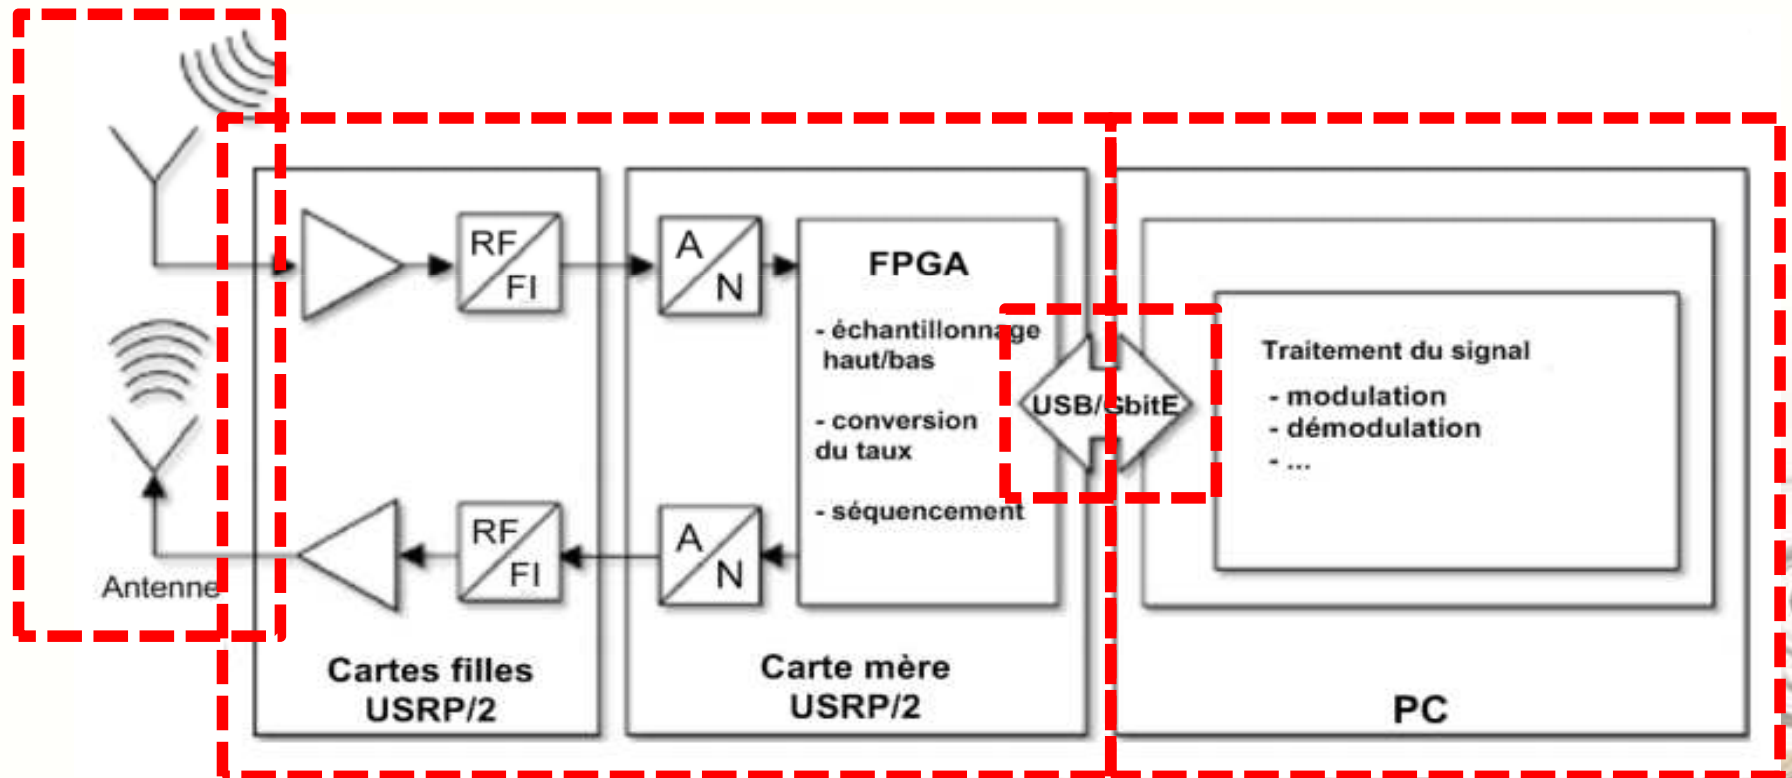 Antenne
RF
FI
RF
FI
Cartes filles
USRP/2
A
N
A
N
FPGA
- échantillonnage
haut/bas
- conversion
du taux
- séquencement
Carte mère
USRP/2
USB/GbitE
Traitement du signal
- modulation
- démodulation
- ...
PC